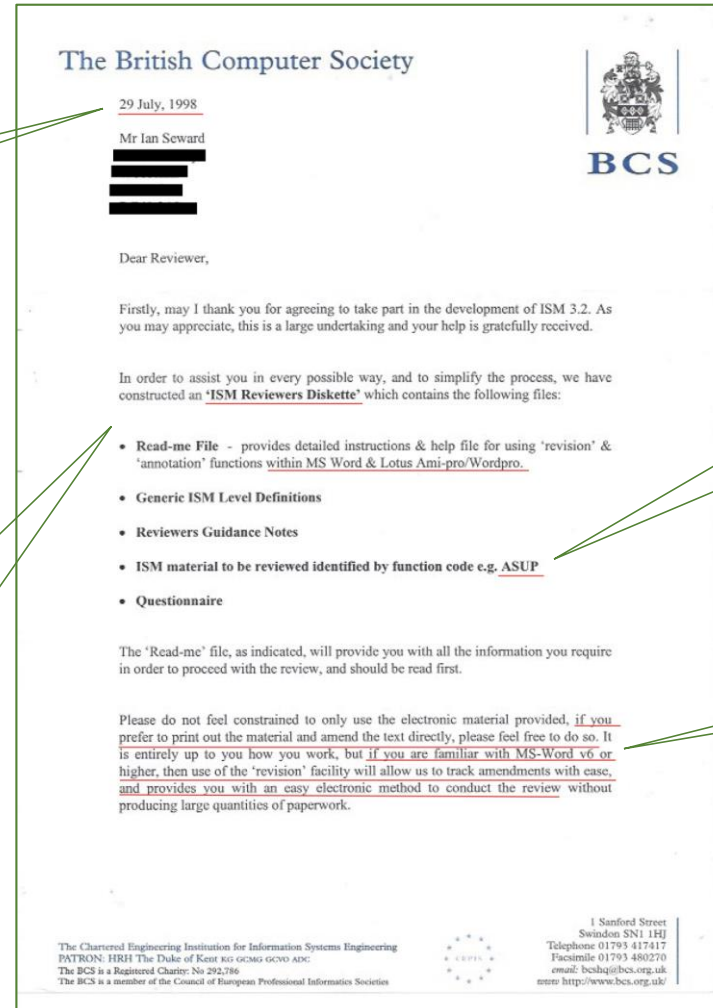 The British Computer Society
BCS
29 July, 1998
Mr Ian Seward
Dear Reviewer,
Firstly, may I thank you for agreeing to take part in the development of ISM 3.2. As
you may appreciate, this is a large undertaking and your help is gratefully received.
In order to assist you in every possible way, and to simplify the process, we have
constructed an 'ISM Reviewers Diskette' which contains the following files:
• Read-me File - provides detailed instructions & help file for using 'revision' &
'annotation' functions within MS Word & Lotus Ami-pro/Wordpro.
• Generic ISM Level Definitions
• Reviewers Guidance Notes
• ISM material to be reviewed identified by function code e.g. ASUP
• Questionnaire
The 'Read-me' file, as indicated, will provide you with all the information you require
in order to proceed with the review, and should be read first.
Please do not feel constrained to only use the electronic material provided, if you
prefer to print out the material and amend the text directly, please feel free to do so. It
is entirely up to you how you work, but if you are familiar with MS-Word v6 or
higher, then use of the 'revision' facility will allow us to track amendments with ease,
and provides you with an easy electronic method to conduct the review without
producing large quantities of paperwork.
The Chartered Engineering Institution for Information Systems Engineering
PATRON: HRH The Duke of Kent KG GCMG GCVO ADC
The BCS is a Registered Charity: No 292,786
The BCS is a member of the Council of European Professional Informatics Societies
CEPIS
1 Sanford Street
Swindon SN1 1HJ
Telephone 01793 417417
Facsimile 01793 480270
email: bcshq@bcs.org.uk
www http://www.bcs.org.uk/